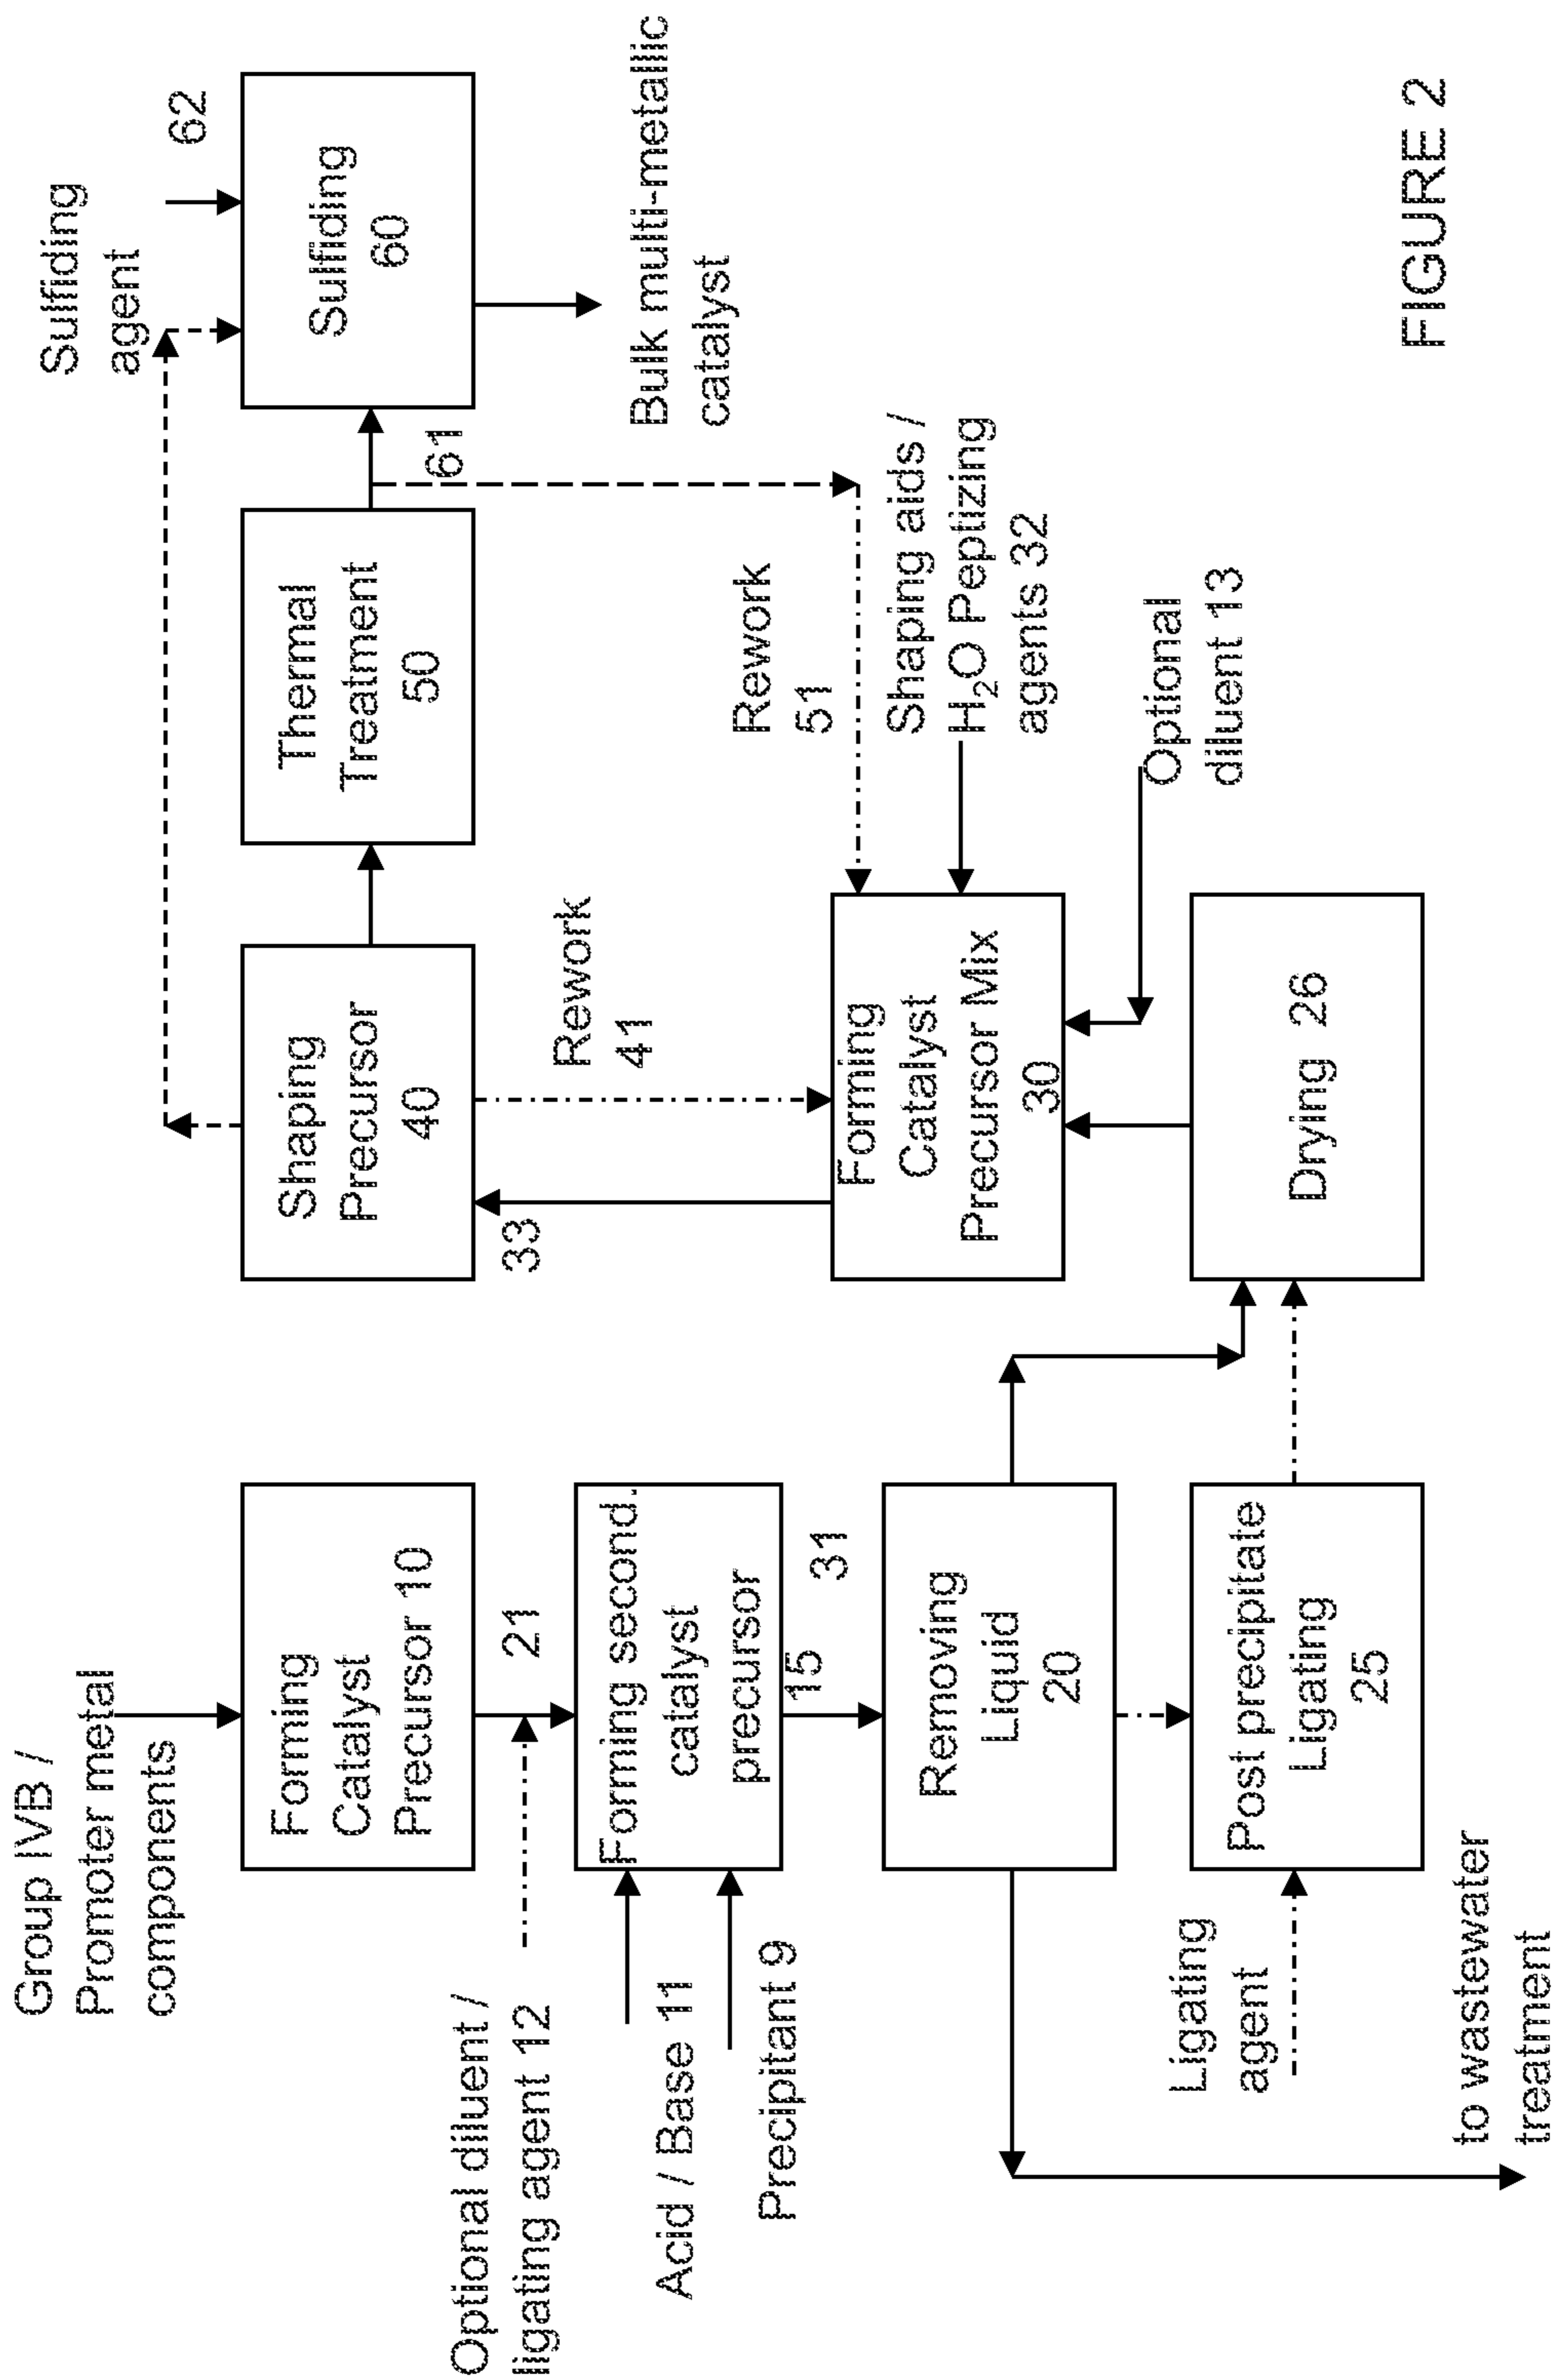 Group IVB /
Promoter metal
components
Forming
Catalyst
Precursor 10
21
Optional diluent /
ligating agent 12
Acid / Base 11
Precipitant 9
Forming second.
catalyst
precursor
15
31
Removing
Liquid
20
Post precipitate
Ligating
25
Ligating
agent
to wastewater
treatment
Drying 26
Forming
Catalyst
Precursor Mix
30
Optional
diluent 13
Shaping aids /
H₂O Peptizing
agents 32
33
Shaping
Precursor
40
Rework
41
Rework
51
Thermal
Treatment
50
61
Sulfiding
agent
62
Sulfiding
60
Bulk multi-metallic
catalyst
FIGURE 2